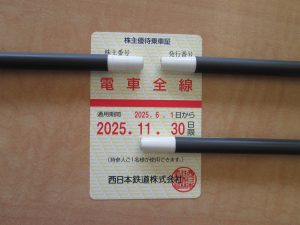 株主優待乗車証
株主番号 発行番号
電車全線
通用期間 2025.6.1日から
2025.11.30日限
(持参人ご1名様が使用できます。)
西日本鉄道株式会社